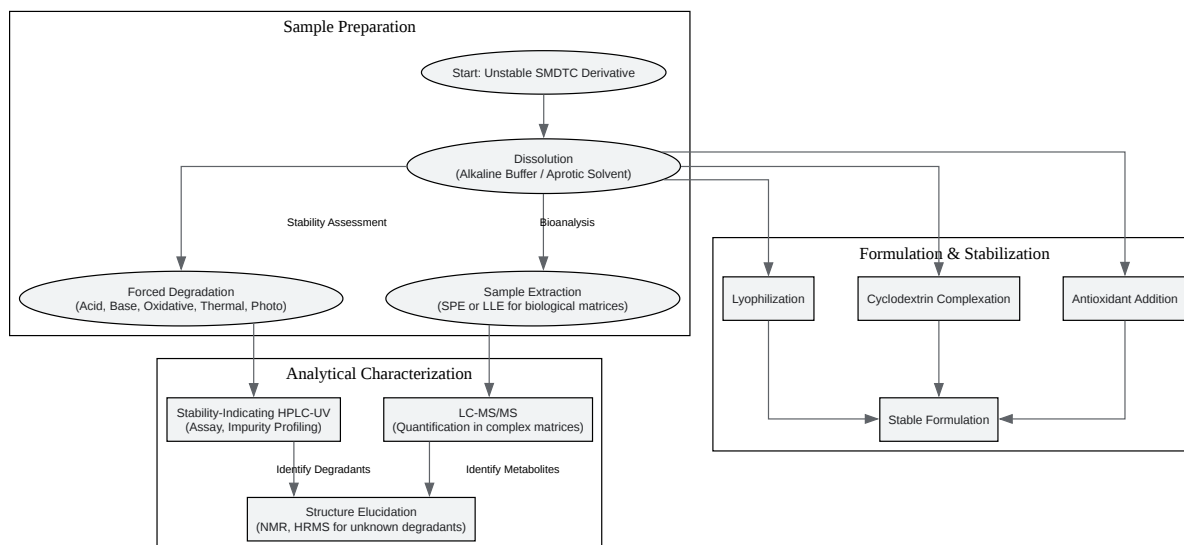 Sample Preparation
Start: Unstable SMDTC Derivative
Dissolution
(Alkaline Buffer / Aprotic Solvent)
Stability Assessment
Bioanalysis
Forced Degradation
(Acid, Base, Oxidative, Thermal, Photo)
Sample Extraction
(SPE or LLE for biological matrices)
Formulation & Stabilization
Lyophilization
Cyclodextrin Complexation
Antioxidant Addition
Stable Formulation
Analytical Characterization
Stability-Indicating HPLC-UV
(Assay, Impurity Profiling)
LC-MS/MS
(Quantification in complex matrices)
Identify Degradants
Identify Metabolites
Structure Elucidation
(NMR, HRMS for unknown degradants)